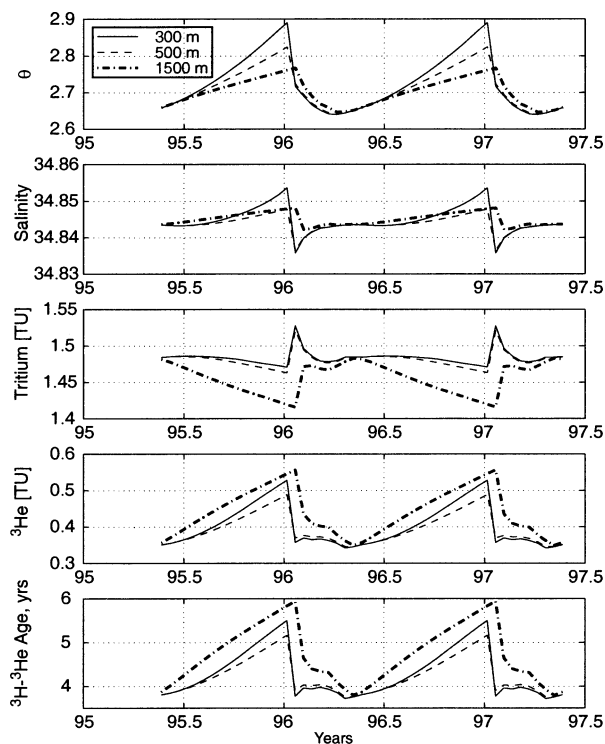 2.9
2.8
2.7
2.6
θ
300 m
500 m
1500 m
95 95.5 96 96.5 97 97.5
34.86
34.85
34.84
34.83
Salinity
95 95.5 96 96.5 97 97.5
1.55
1.5
1.45
1.4
Tritium [TU]
95 95.5 96 96.5 97 97.5
0.6
0.5
0.4
0.3
³He [TU]
95 95.5 96 96.5 97 97.5
6
5
4
³H-³He Age, yrs
95 95.5 96 96.5 97 97.5
Years